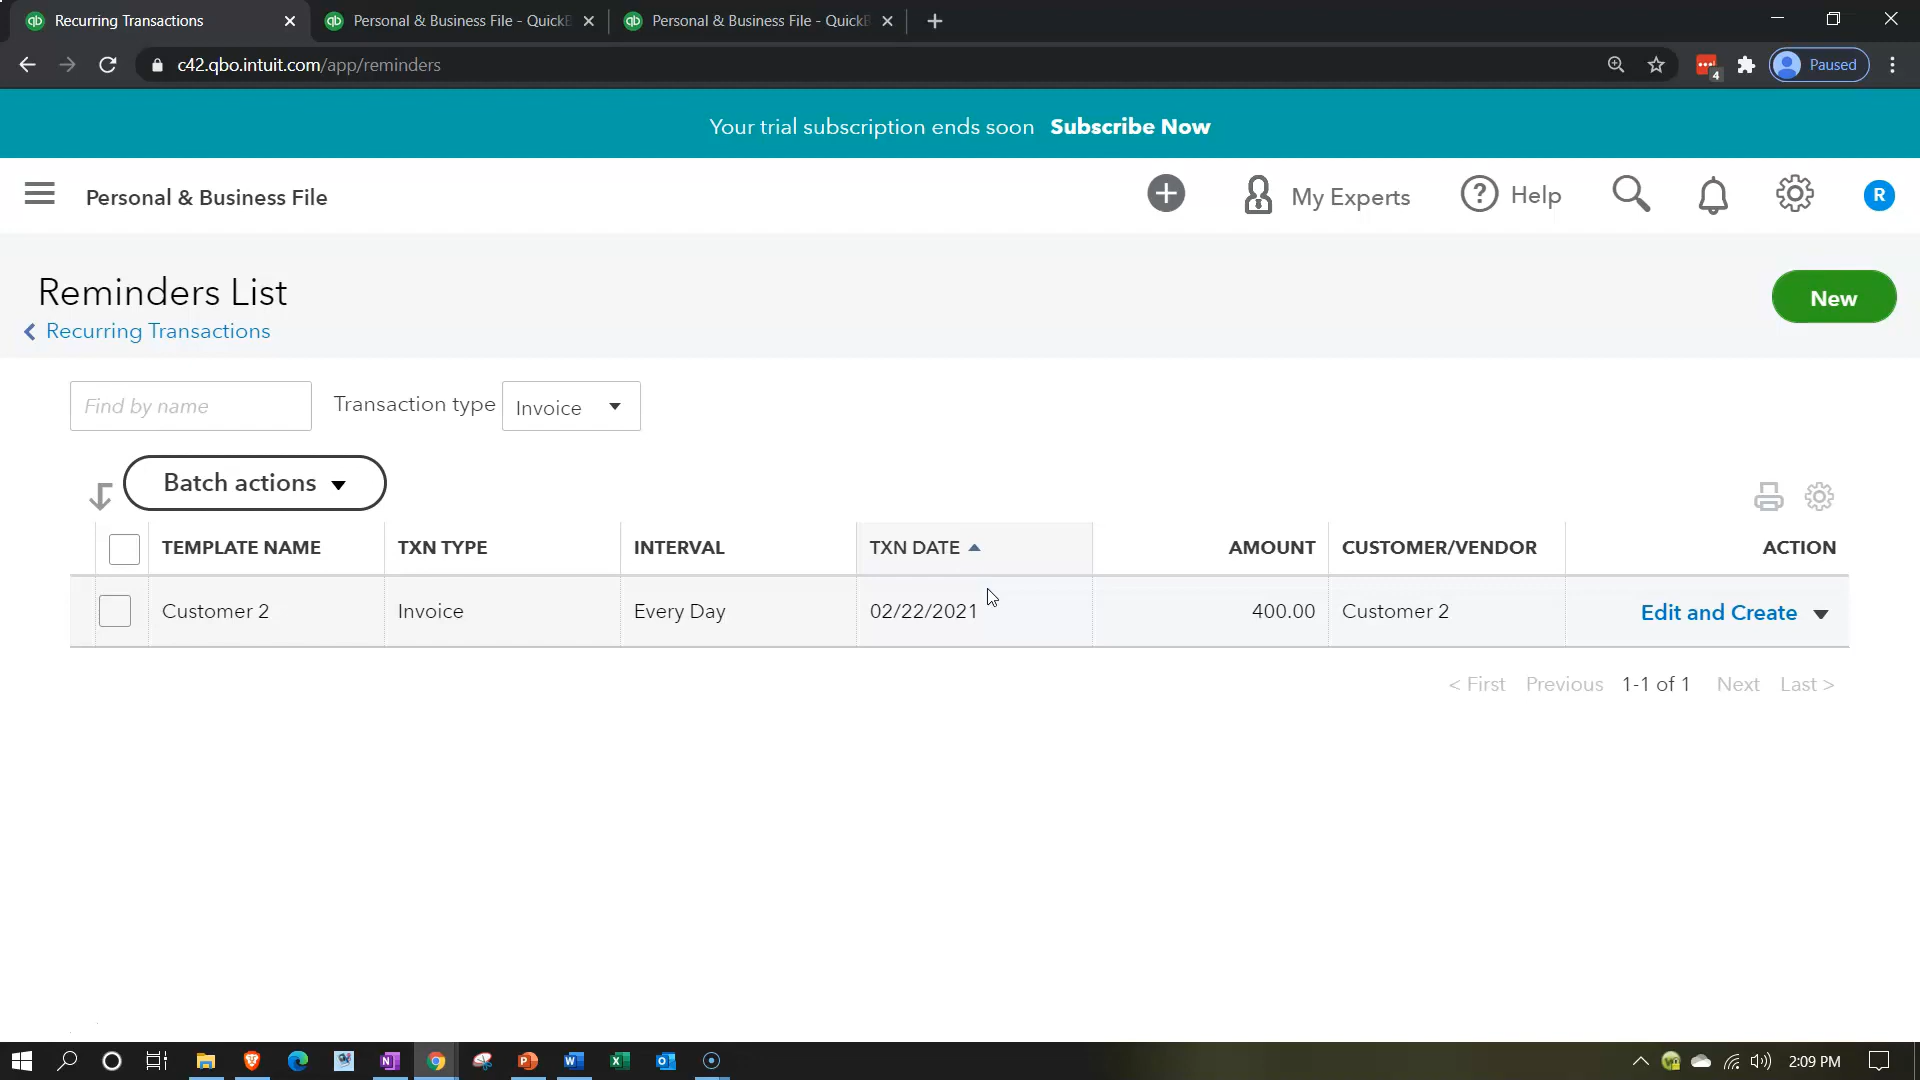 Recurring Transactions
Personal & Business File - QuickB
Personal & Business File - QuickB
c42.qbo.intuit.com/app/reminders
4
Paused
Your trial subscription ends soon Subscribe Now
Personal & Business File
My Experts
Help
R
Reminders List
Recurring Transactions
New
Find by name
Transaction type
Invoice
Batch actions
TEMPLATE NAME TXN TYPE INTERVAL TXN DATE AMOUNT CUSTOMER/VENDOR ACTION
Customer 2 Invoice Every Day 02/22/2021 400.00 Customer 2 Edit and Create
< First Previous 1-1 of 1 Next Last >
2:09 PM